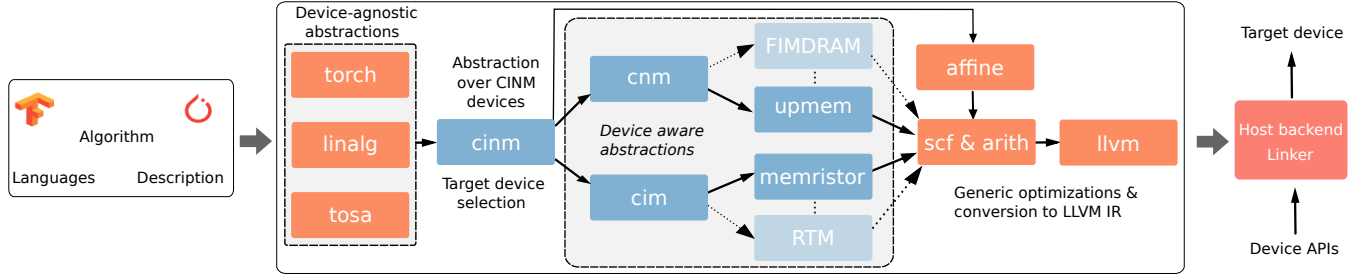 Algorithm
Languages
Description
Device-agnostic
abstractions
torch
linalg
tosa
Abstraction
over CINM
devices
cinm
Target device
selection
cnm
cim
Device aware
abstractions
FIMDRAM
upmem
memristor
RTM
affine
scf & arith
llvm
Generic optimizations &
conversion to LLVM IR
Target device
Host backend
Linker
Device APIs